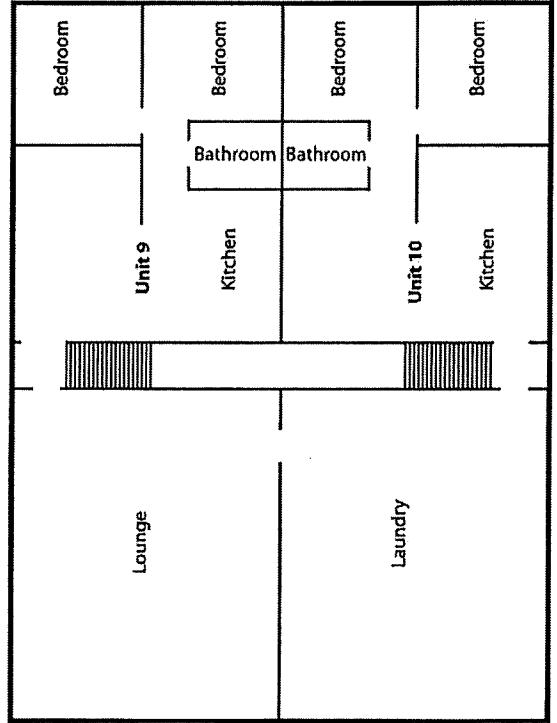 Bedroom
Bedroom
Bedroom
Bedroom
Bathroom
Bathroom
Unit 9
Kitchen
Unit 10
Kitchen
Lounge
Laundry